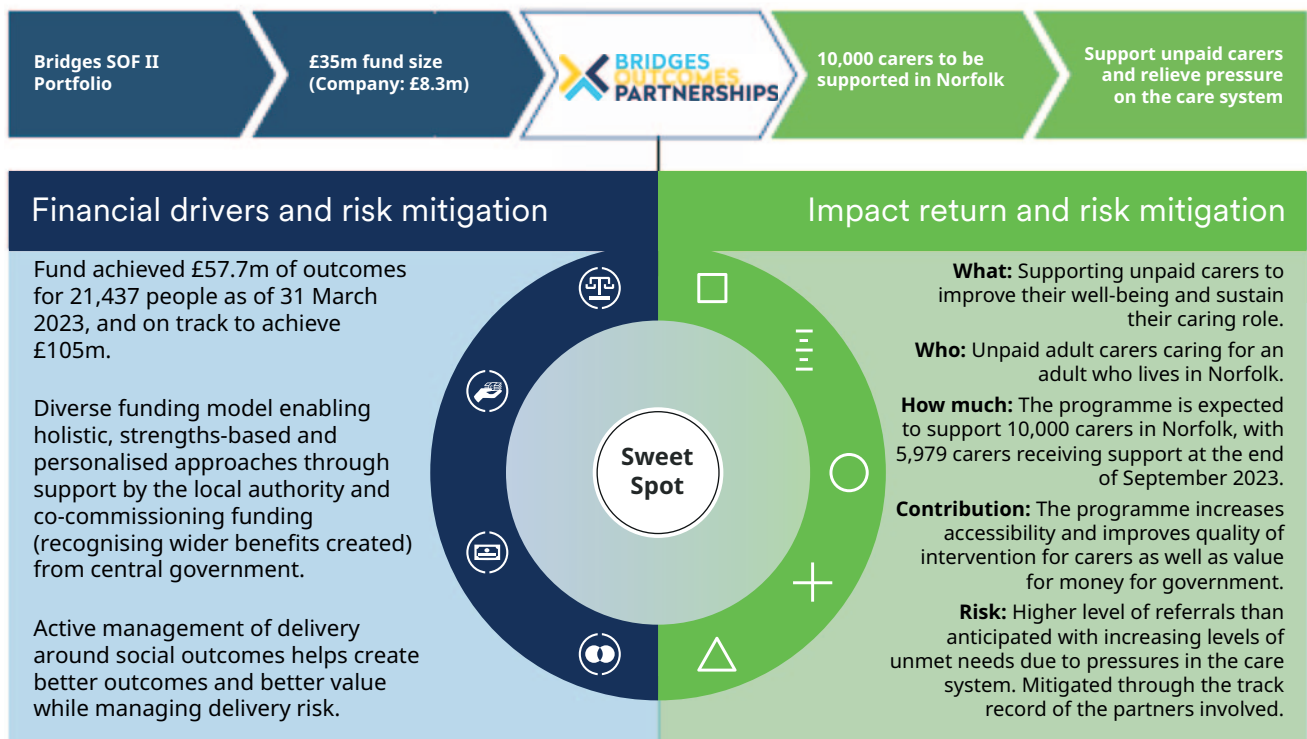 Bridges SOF II
Portfolio
£35m fund size
(Company: £8.3m)
BRIDGES
OUTCOMES
PARTNERSHIPS
10,000 carers to be
supported in Norfolk
Support unpaid carers
and relieve pressure
on the care system
Financial drivers and risk mitigation
Fund achieved £57.7m of outcomes
for 21,437 people as of 31 March
2023, and on track to achieve
£105m.
Diverse funding model enabling
holistic, strengths-based and
personalised approaches through
support by the local authority and
co-commissioning funding
(recognising wider benefits created)
from central government.
Active management of delivery
around social outcomes helps create
better outcomes and better value
while managing delivery risk.
Sweet
Spot
Impact return and risk mitigation
What: Supporting unpaid carers to
improve their well-being and sustain
their caring role.
Who: Unpaid adult carers caring for an
adult who lives in Norfolk.
How much: The programme is expected
to support 10,000 carers in Norfolk, with
5,979 carers receiving support at the end
of September 2023.
Contribution: The programme increases
accessibility and improves quality of
intervention for carers as well as value
for money for government.
Risk: Higher level of referrals than
anticipated with increasing levels of
unmet needs due to pressures in the care
system. Mitigated through the track
record of the partners involved.